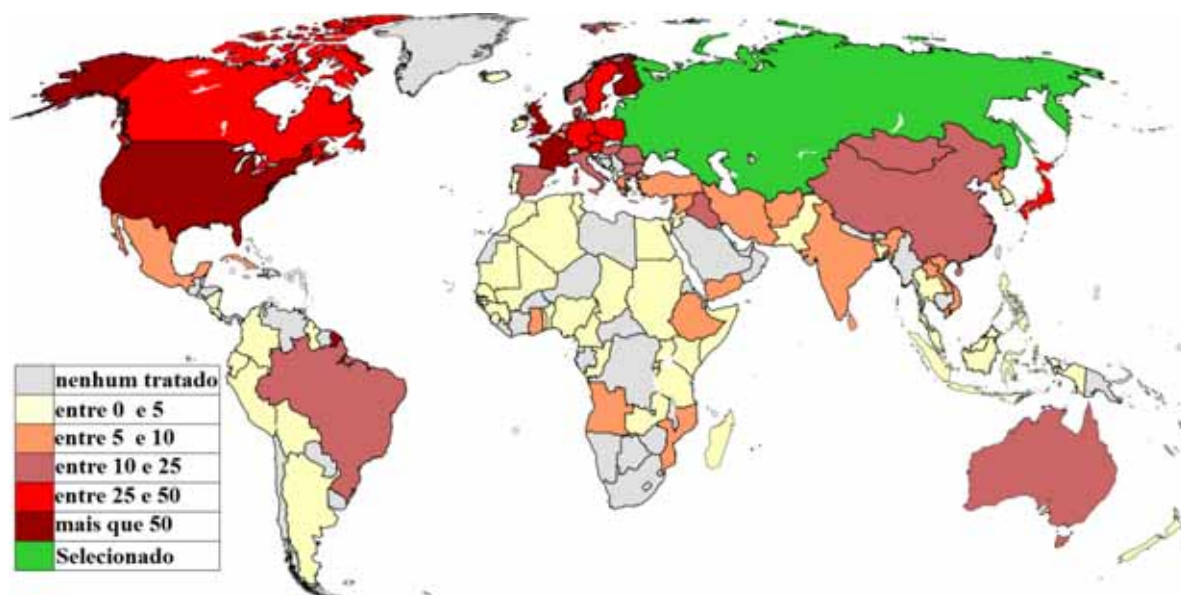 nenhum tratado
entre 0 e 5
entre 5 e 10
entre 10 e 25
entre 25 e 50
mais que 50
Selecionado